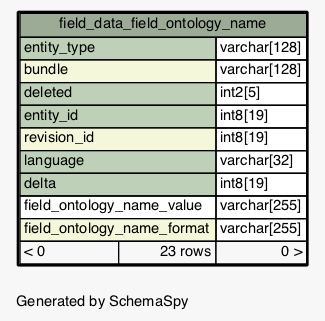 field_data_field_ontology_name
entity_type varchar[128]
bundle varchar[128]
deleted int2[5]
entity_id int8[19]
revision_id int8[19]
language varchar[32]
delta int8[19]
field_ontology_name_value varchar[255]
field_ontology_name_format varchar[255]
< 0 23 rows 0 >
Generated by SchemaSpy